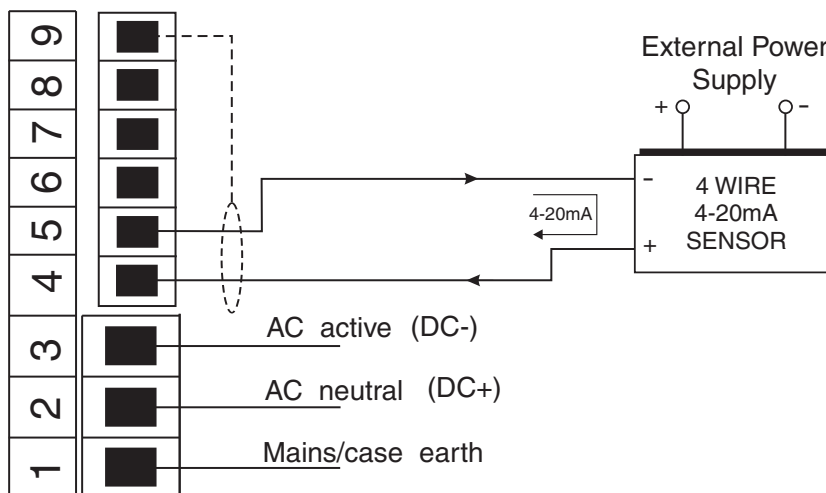 9
8
7
6
5
4
3
2
1
External Power
Supply
+ -
-
4 WIRE
4-20mA
SENSOR
+
4-20mA
AC active (DC-)
AC neutral (DC+)
Mains/case earth